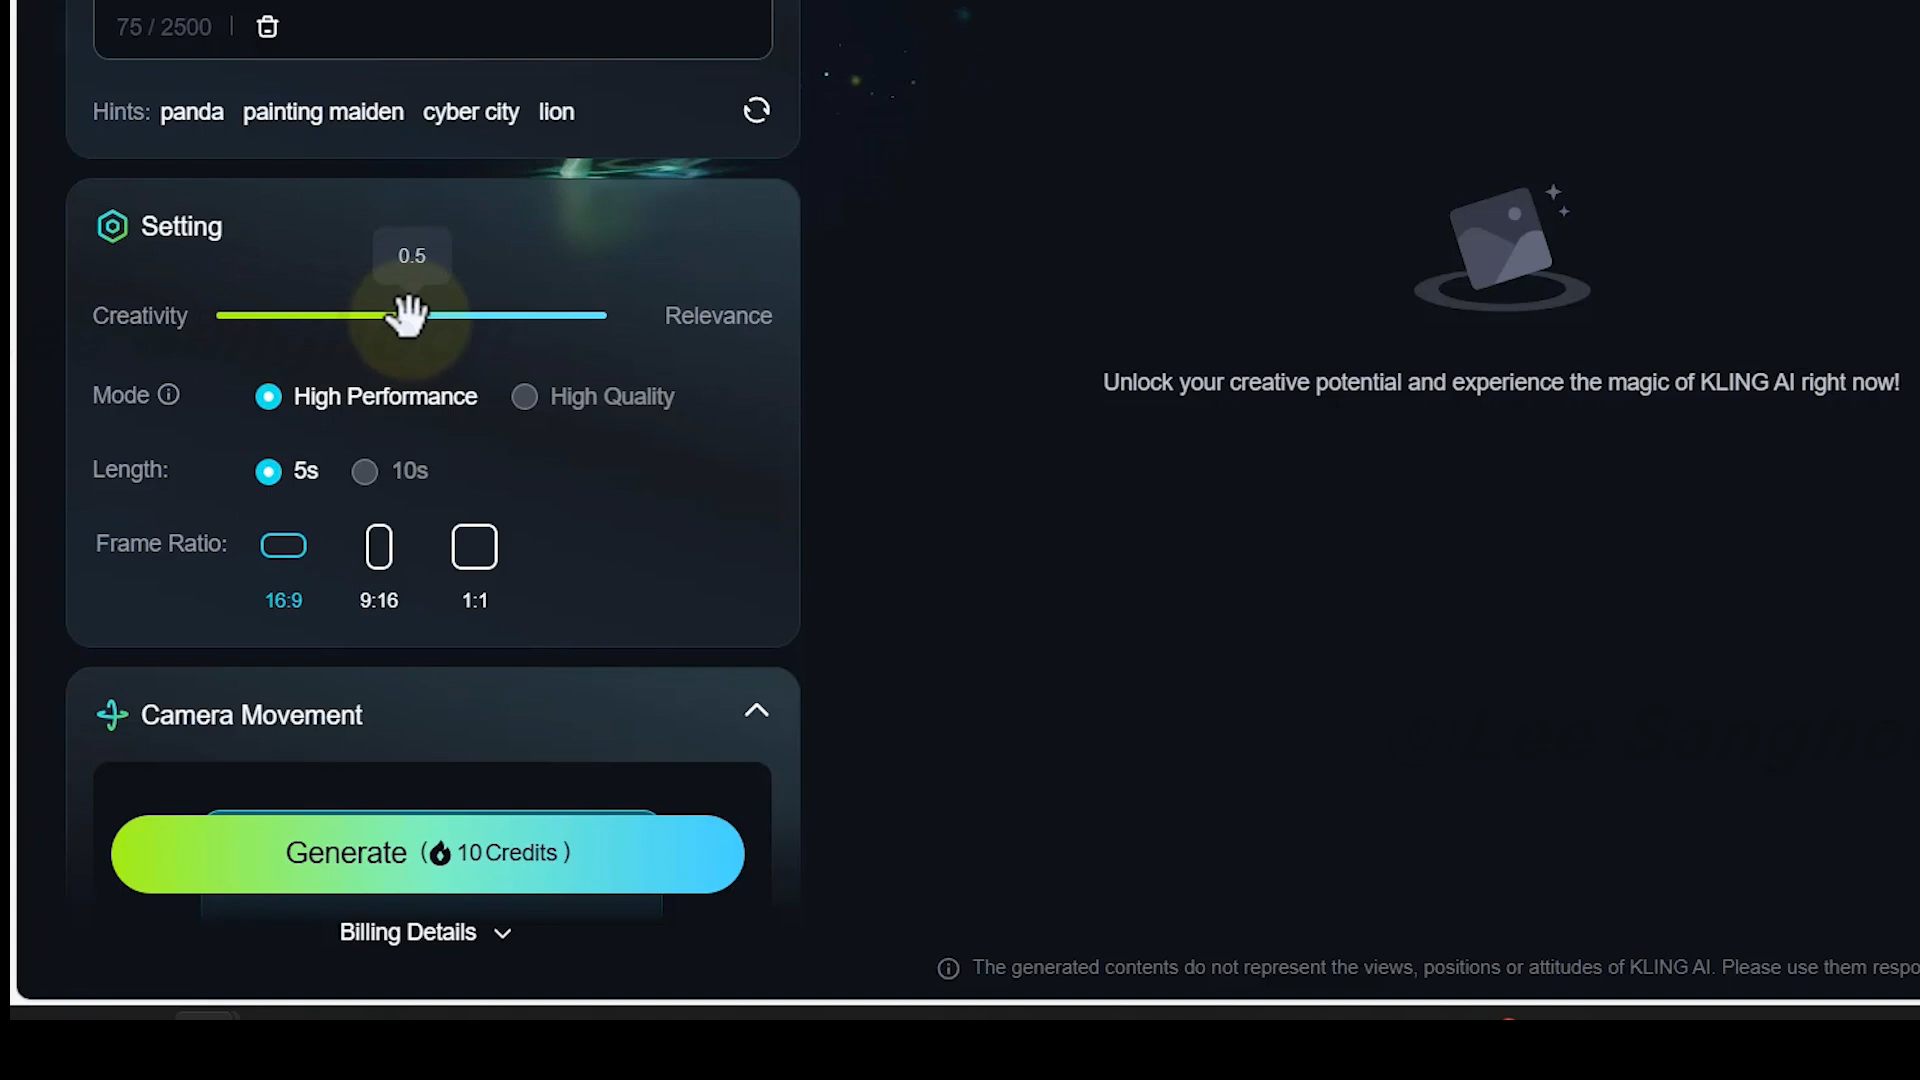 75 / 2500
Hints: panda painting maiden cyber city lion
Setting
0.5
Creativity Relevance
Mode High Performance High Quality
Length: 5s 10s
Frame Ratio:
16:9 9:16 1:1
Camera Movement
Generate ( 10 Credits )
Billing Details
Unlock your creative potential and experience the magic of KLING AI right now!
The generated contents do not represent the views, positions or attitudes of KLING AI. Please use them respo